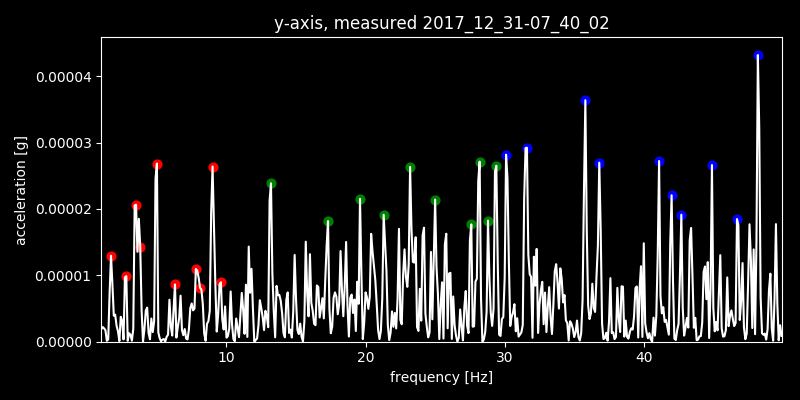 y-axis, measured 2017_12_31-07_40_02
0.00004
0.00003
0.00002
0.00001
0.00000
acceleration [g]
10 20 30 40
frequency [Hz]